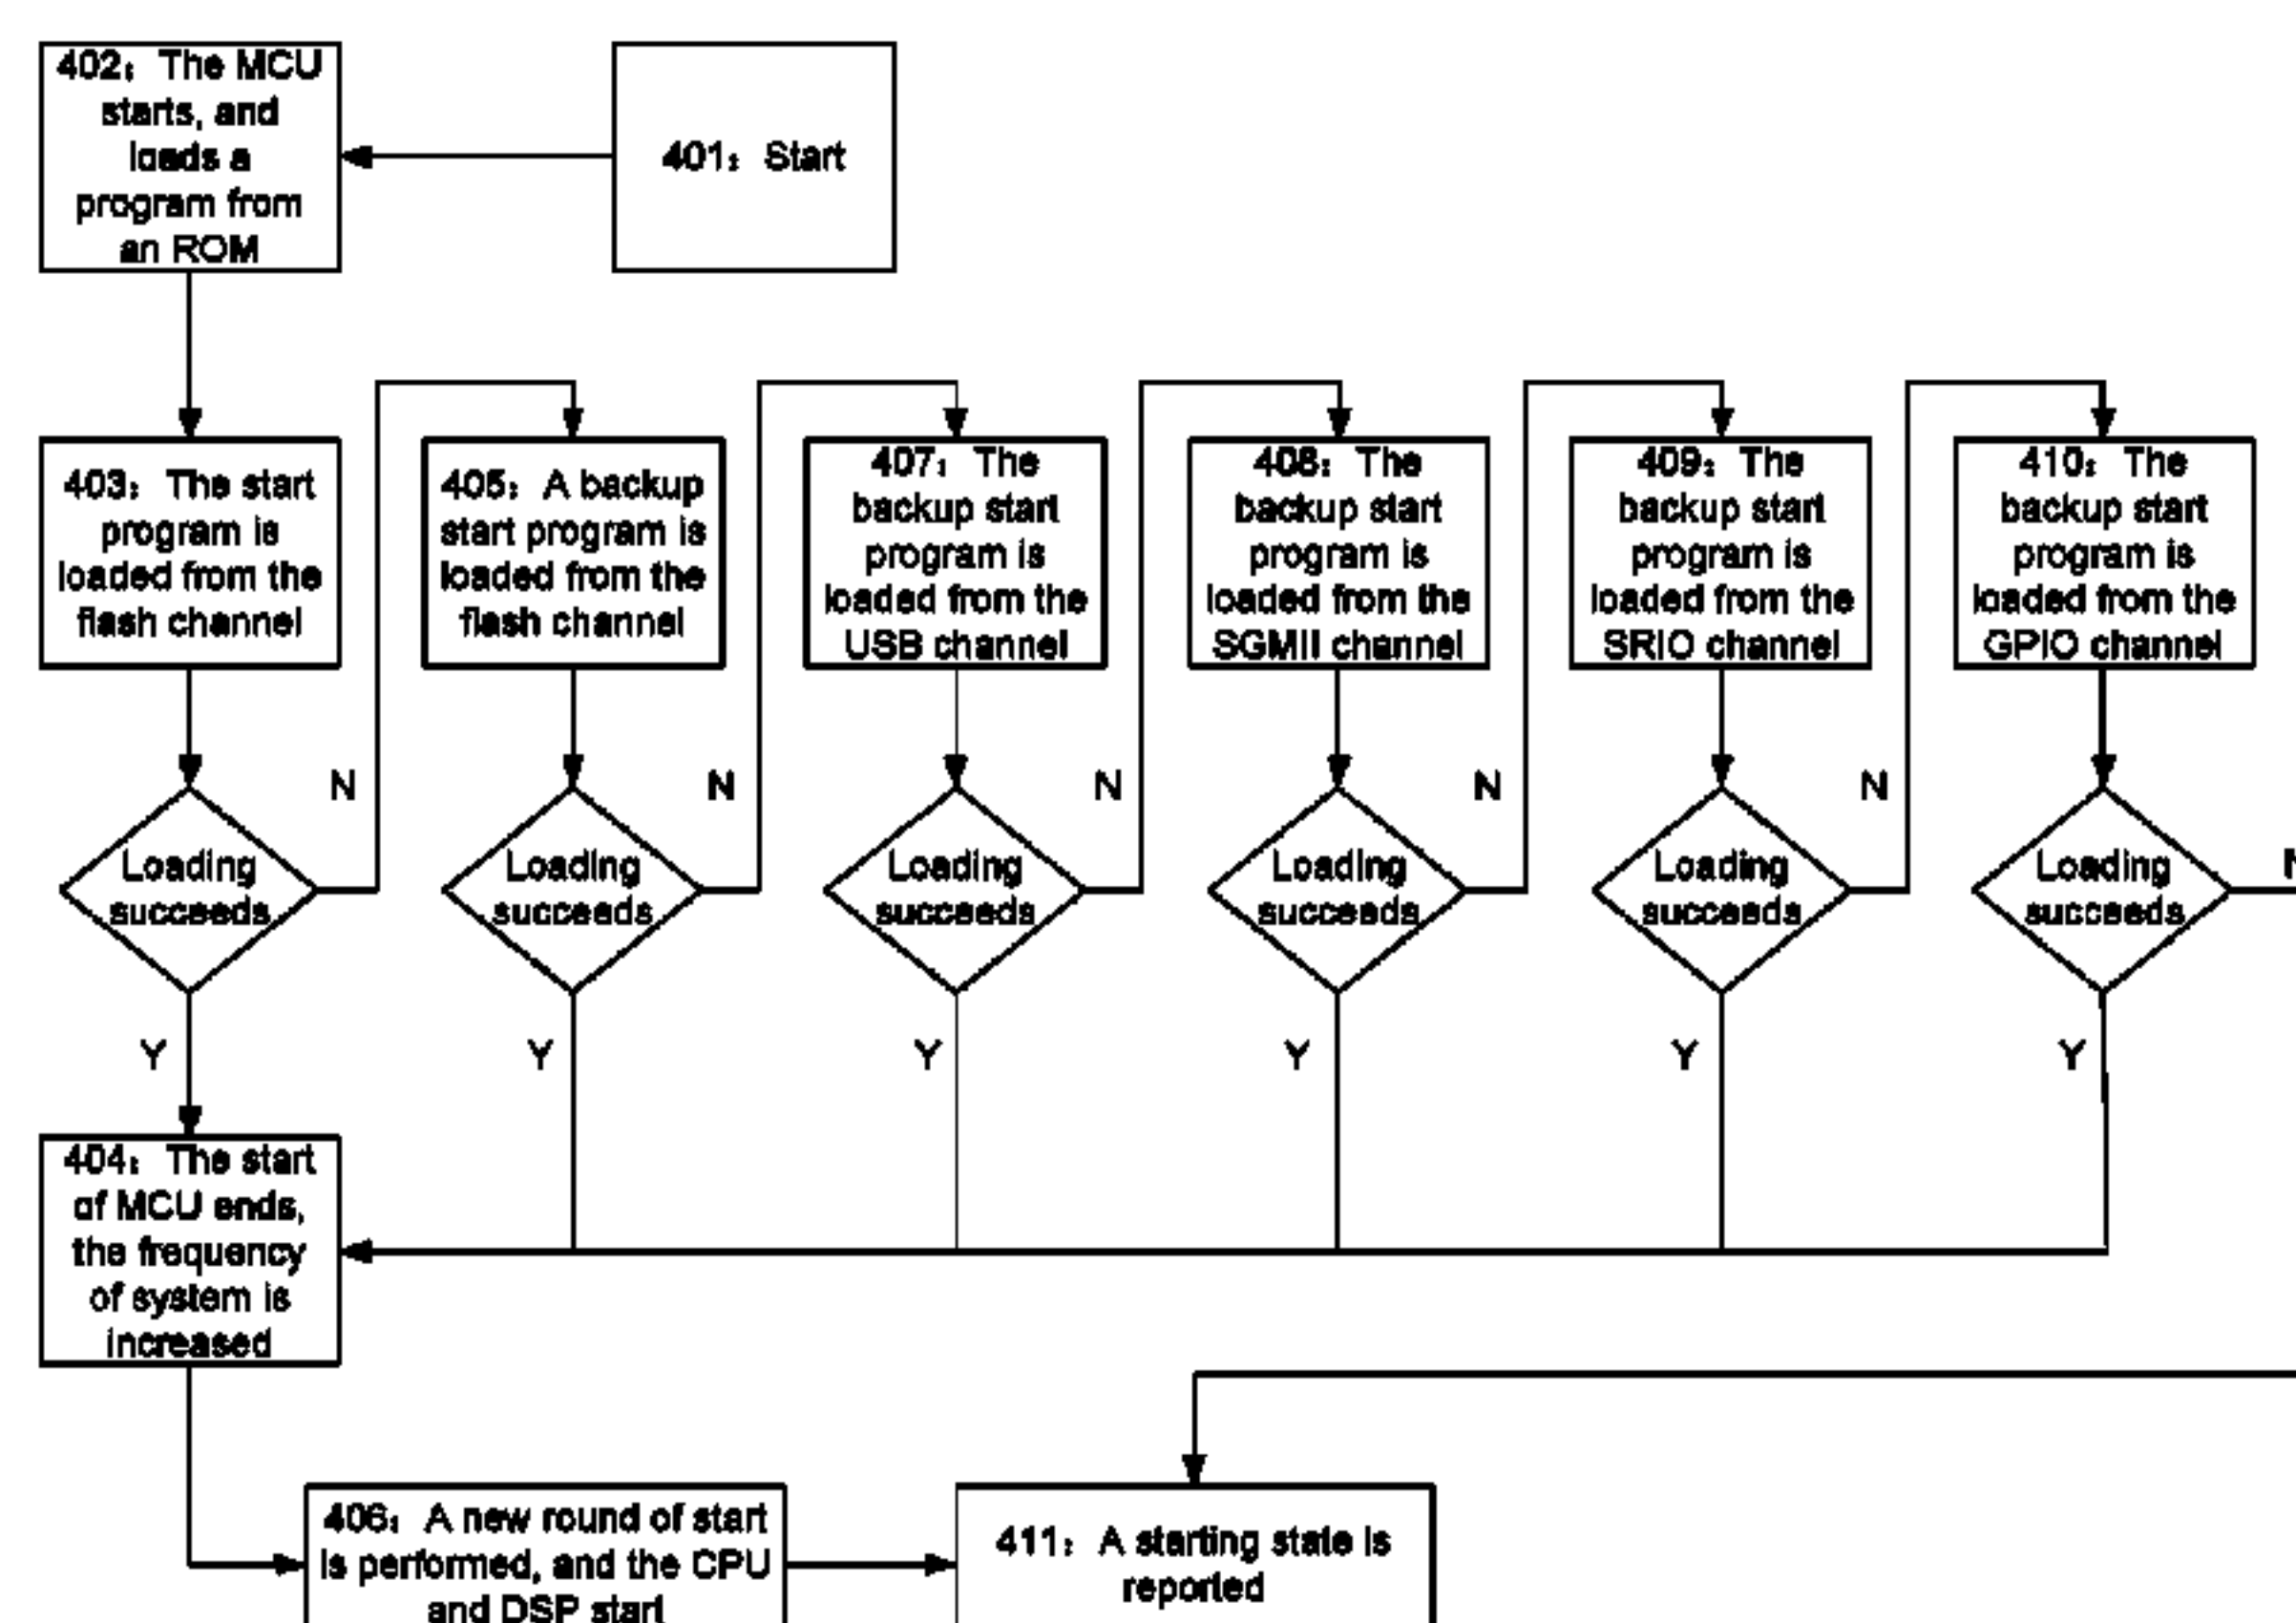 402: The MCU
starts, and
loads a
program from
an ROM
401: Start
403: The start
program is
loaded from the
flash channel
405: A backup
start program is
loaded from the
flash channel
407: The
backup start
program is
loaded from the
USB channel
408: The
backup start
program is
loaded from the
SGMII channel
409: The
backup start
program is
loaded from the
SRIO channel
410: The
backup start
program is
loaded from the
GPIO channel
N
N
N
N
N
N
Loading
succeeds
Loading
succeeds
Loading
succeeds
Loading
succeeds
Loading
succeeds
Loading
succeeds
Y
Y
Y
Y
Y
Y
404: The start
of MCU ends,
the frequency
of system is
increased
406: A new round of start
is performed, and the CPU
and DSP start
411: A starting state is
reported